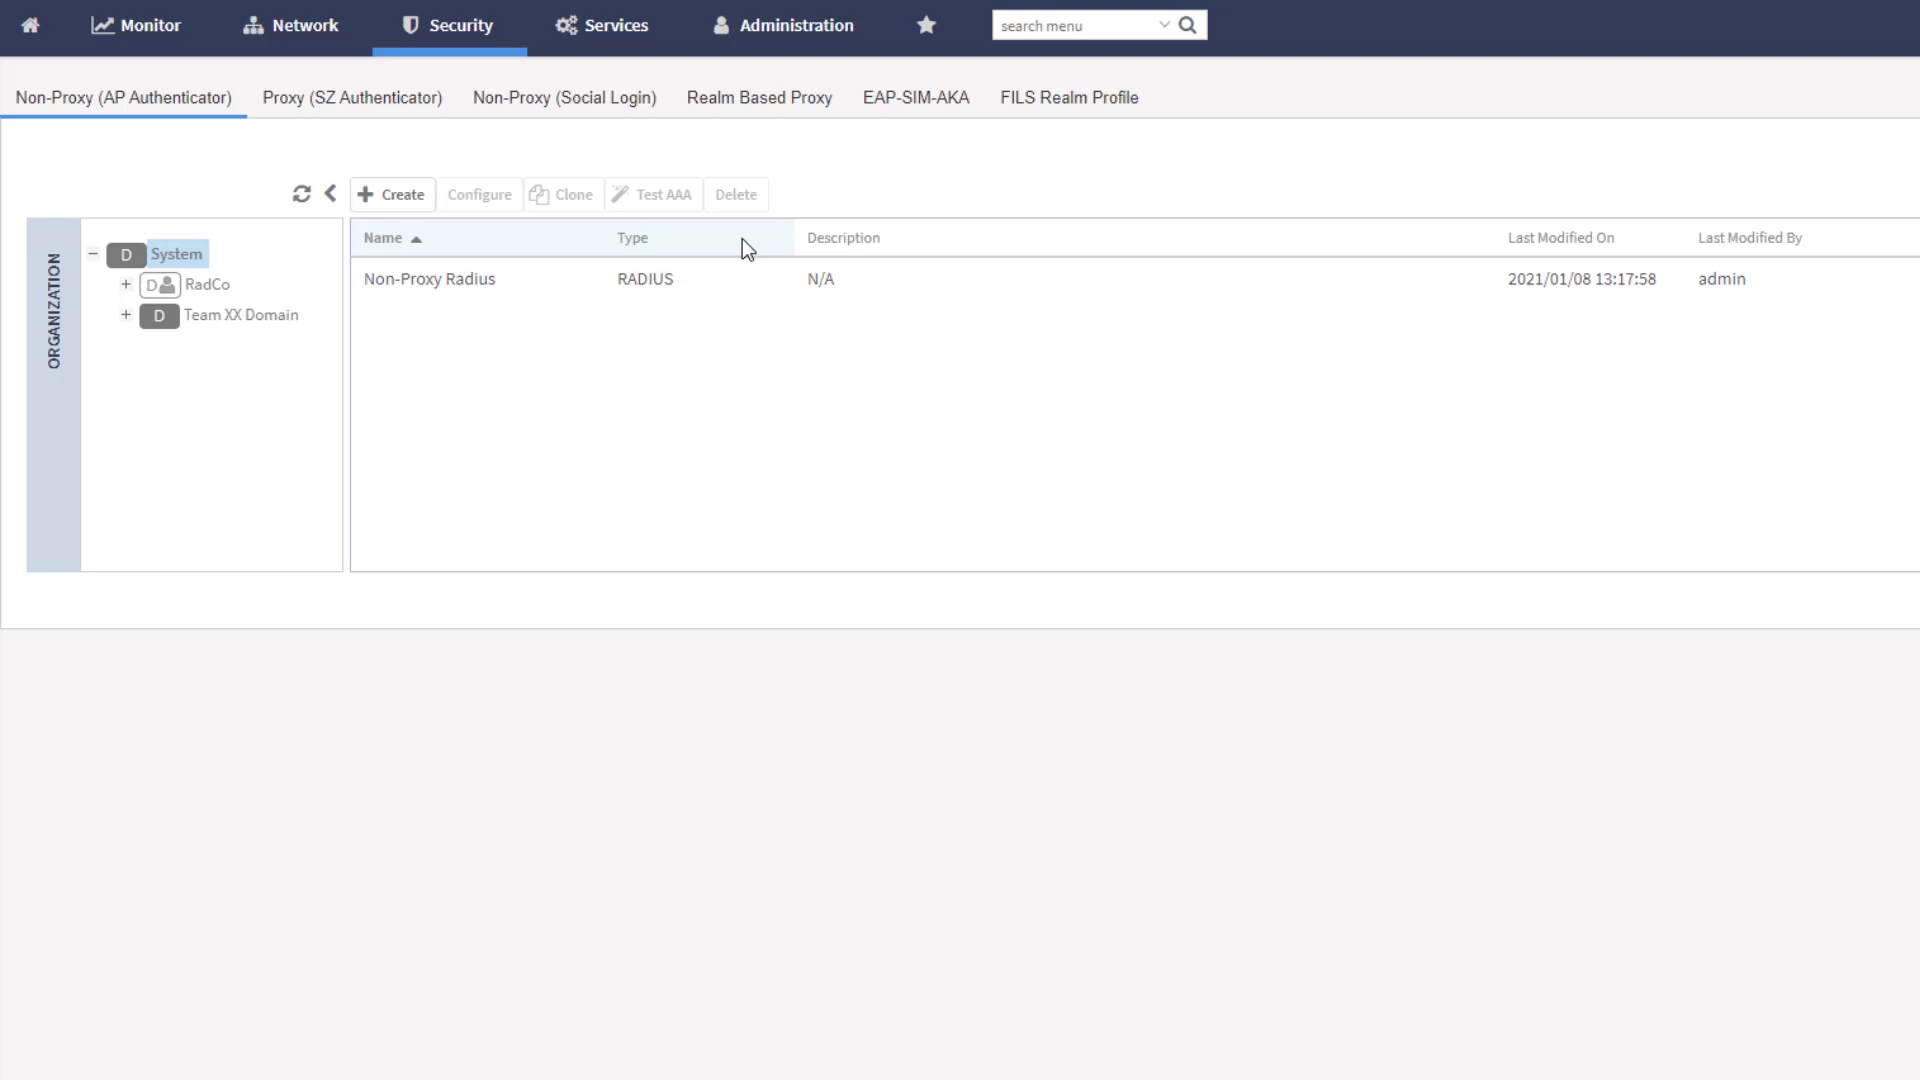 Monitor Network Security Services Administration search menu
Non-Proxy (AP Authenticator) Proxy (SZ Authenticator) Non-Proxy (Social Login) Realm Based Proxy EAP-SIM-AKA FILS Realm Profile
Create Configure Clone Test AAA Delete
ORGANIZATION
D System
D RadCo
D Team XX Domain
Name Type Description Last Modified On Last Modified By
Non-Proxy Radius RADIUS N/A 2021/01/08 13:17:58 admin